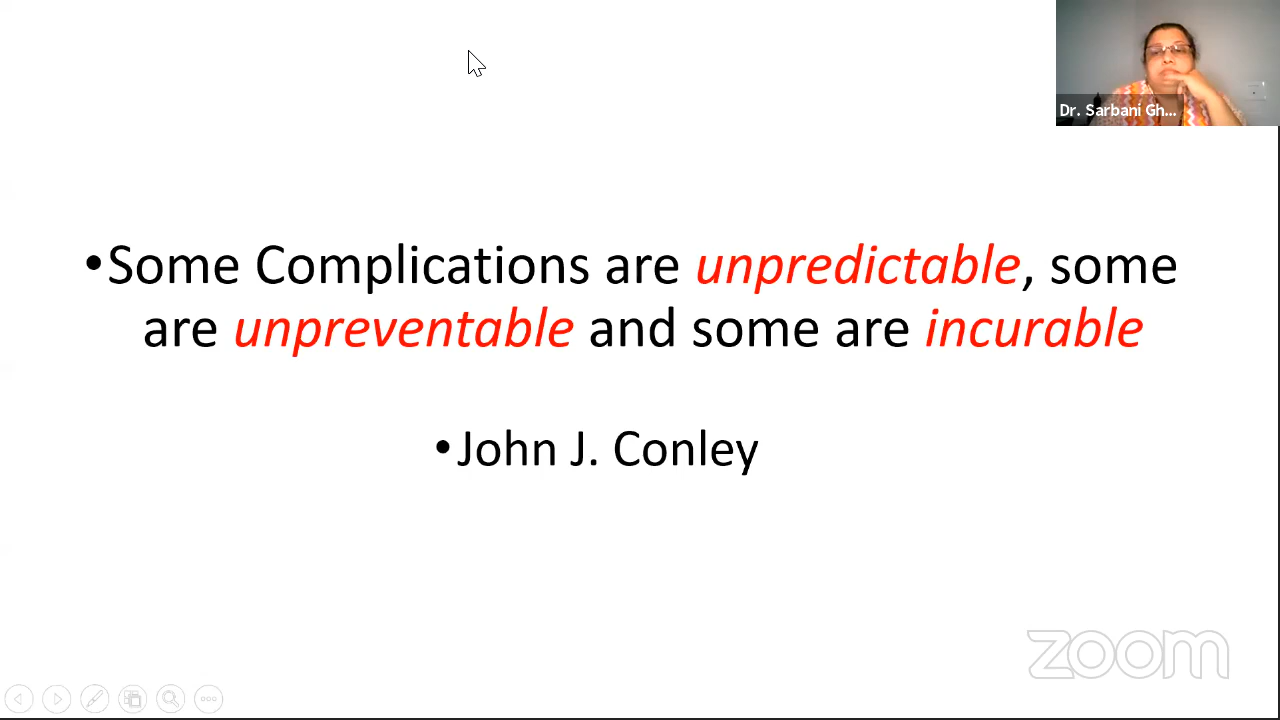 Dr. Sarbani Gh...
•Some Complications are unpredictable, some
are unpreventable and some are incurable
•John J. Conley
zoom